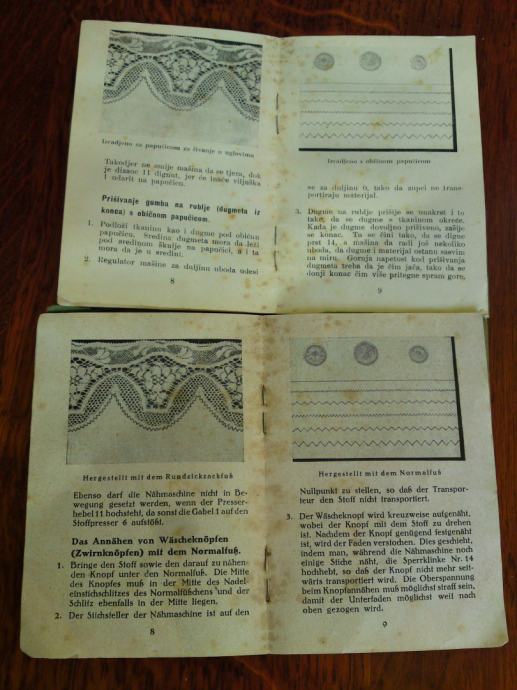 Izradjeno sa papučicom za šivanje u uglovima
Takodjer ne smije mašina da se tjera, dok
je dizaoc 11 dignut, jer će inače viljuška
1 udariti na papučicu.
Prišivanje gumba na rublje (dugmeta iz
konca) s običnom papučicom.
1. Podloži tkaninu kao i dugme pod običnu
papučicu. Sredina dugmeta mora da leži
pod sredinom škulje na papučici, a i ta
mora da je u sredini.
2. Regulator mašine za duljinu uboda udesi
8
Izradjeno s običnom papučicom
se za duljinu 0, tako da zupci ne trans-
portiraju materijal.
3. Dugme na rublje prišije se unakrst i to
tako, da se dugme s tkaninom okreće.
Kada je dugme dovoljno prišiveno, zašije
se konac. To se čini tako, da se digne
prst 14, a mašina da radi još nekoliko
uboda, da dugme i materijal ostanu sasvim
na miru. Gornja napetost kod prišivanja
dugmeta treba da je čim jača, tako da se
donji konac čim više pritegne spram gore,
9
Hergestellt mit dem Rundzickzackfuß
Ebenso darf die Nähmaschine nicht in Be-
wegung gesetzt werden, wenn der Presser-
hebel 11 hochsteht, da sonst die Gabel 1 auf den
Stoffpresser 6 aufstößt.
Das Annähen von Wäscheknöpfen
(Zwirnknöpfen) mit dem Normalfuß.
1. Bringe den Stoff sowie den darauf zu nähen-
den Knopf unter den Normalfuß. Die Mitte
des Knopfes muß in der Mitte des Nadel-
einstichschlitzes des Normalfüßchens und der
Schlitz ebenfalls in der Mitte liegen.
2. Der Stichsteller der Nähmaschine ist auf den
8
Hergestellt mit dem Normalfuß
Nullpunkt zu stellen, so daß der Transpor-
teur den Stoff nicht transportiert.
3. Der Wäscheknopf wird kreuzweise aufgenäht,
wobei der Knopf mit dem Stoff zu drehen
ist. Nachdem der Knopf genügend festgenäht
ist, wird der Faden verstochen. Dies geschieht,
indem man, während die Nähmaschine noch
einige Stiche näht, die Sperrklinke Nr. 14
hochhebt, so daß der Knopf nicht mehr seit-
wärts transportiert wird. Die Oberspannung
beim Knopfannähen muß möglichst straff sein,
damit der Unterfaden möglichst weit nach
oben gezogen wird.
9